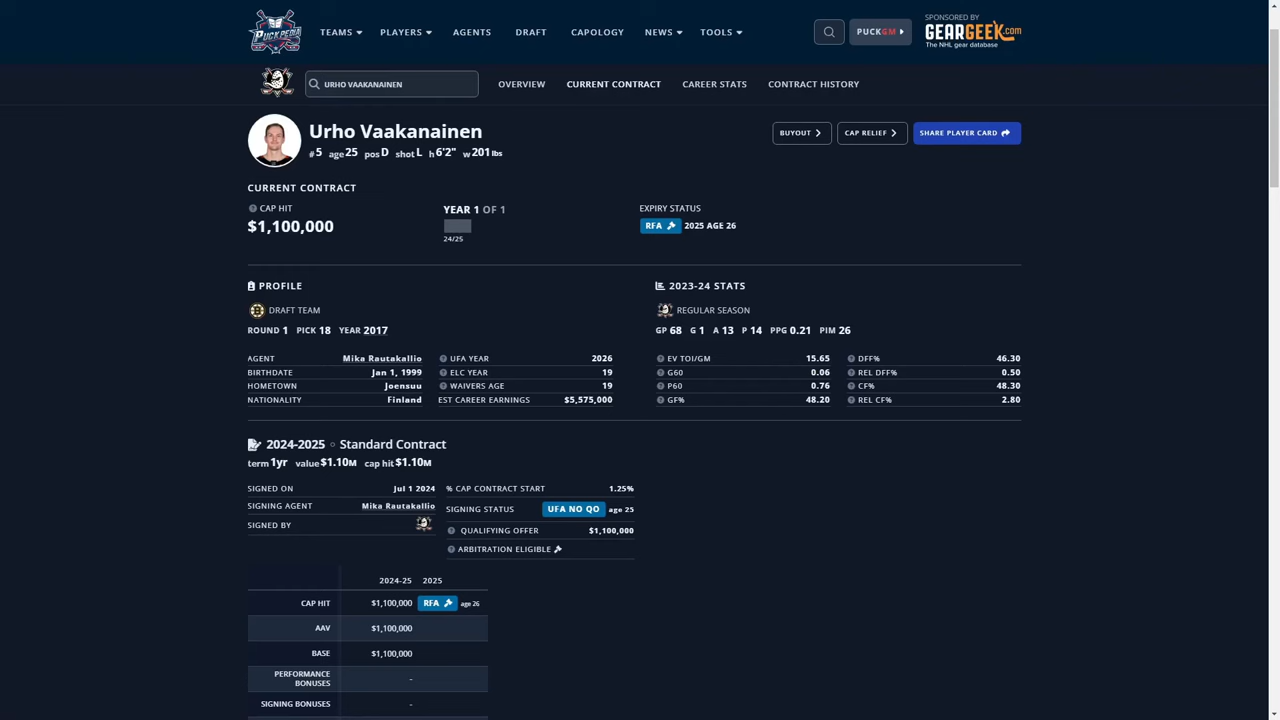 PUCKPEDIA
TEAMS PLAYERS AGENTS DRAFT CAPOLOGY NEWS TOOLS
PUCKGM
SPONSORED BY
GEARGEEK.com
The NHL gear database
URHO VAAKANAINEN
OVERVIEW CURRENT CONTRACT CAREER STATS CONTRACT HISTORY
Urho Vaakanainen
#5 age25 posD shotL h6'2" w201lbs
BUYOUT CAP RELIEF SHARE PLAYER CARD
CURRENT CONTRACT
CAP HIT
$1,100,000
YEAR 1 OF 1
24/25
EXPIRY STATUS
RFA 2025 AGE 26
PROFILE
DRAFT TEAM
ROUND 1 PICK 18 YEAR 2017
AGENT Mika Rautakallio
BIRTHDATE Jan 1, 1999
HOMETOWN Joensuu
NATIONALITY Finland
UFA YEAR 2026
ELC YEAR 19
WAIVERS AGE 19
EST CAREER EARNINGS $5,575,000
2023-24 STATS
REGULAR SEASON
GP 68 G 1 A 13 P 14 PPG 0.21 PIM 26
EV TOI/GM 15.65
G60 0.06
P60 0.76
GF% 48.20
DFF% 46.30
REL DFF% 0.50
CF% 48.30
REL CF% 2.80
2024-2025 ○ Standard Contract
term1yr value$1.10M cap hit$1.10M
SIGNED ON Jul 1 2024
SIGNING AGENT Mika Rautakallio
SIGNED BY
% CAP CONTRACT START 1.25%
SIGNING STATUS UFA NO QO age 25
QUALIFYING OFFER $1,100,000
ARBITRATION ELIGIBLE
2024-25 2025
CAP HIT $1,100,000 RFA age 26
AAV $1,100,000
BASE $1,100,000
PERFORMANCE
BONUSES -
SIGNING BONUSES -